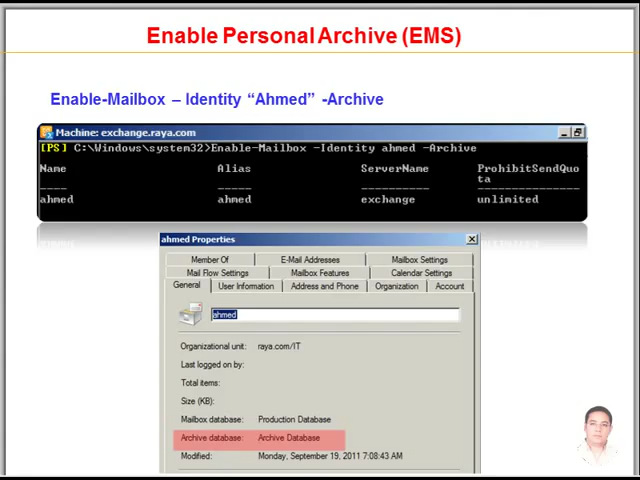 Enable Personal Archive (EMS)
Enable-Mailbox – Identity “Ahmed” -Archive
Machine: exchange.raya.com
[PS] C:\Windows\system32>Enable-Mailbox -Identity ahmed -Archive
Name Alias ServerName ProhibitSendQuo
ta
---- ----- ---------- ---------------
ahmed ahmed exchange unlimited
ahmed Properties
Member Of E-Mail Addresses Mailbox Settings
Mail Flow Settings Mailbox Features Calendar Settings
General User Information Address and Phone Organization Account
ahmed
Organizational unit: raya.com/IT
Last logged on by:
Total items:
Size (KB):
Mailbox database: Production Database
Archive database: Archive Database
Modified: Monday, September 19, 2011 7:08:43 AM